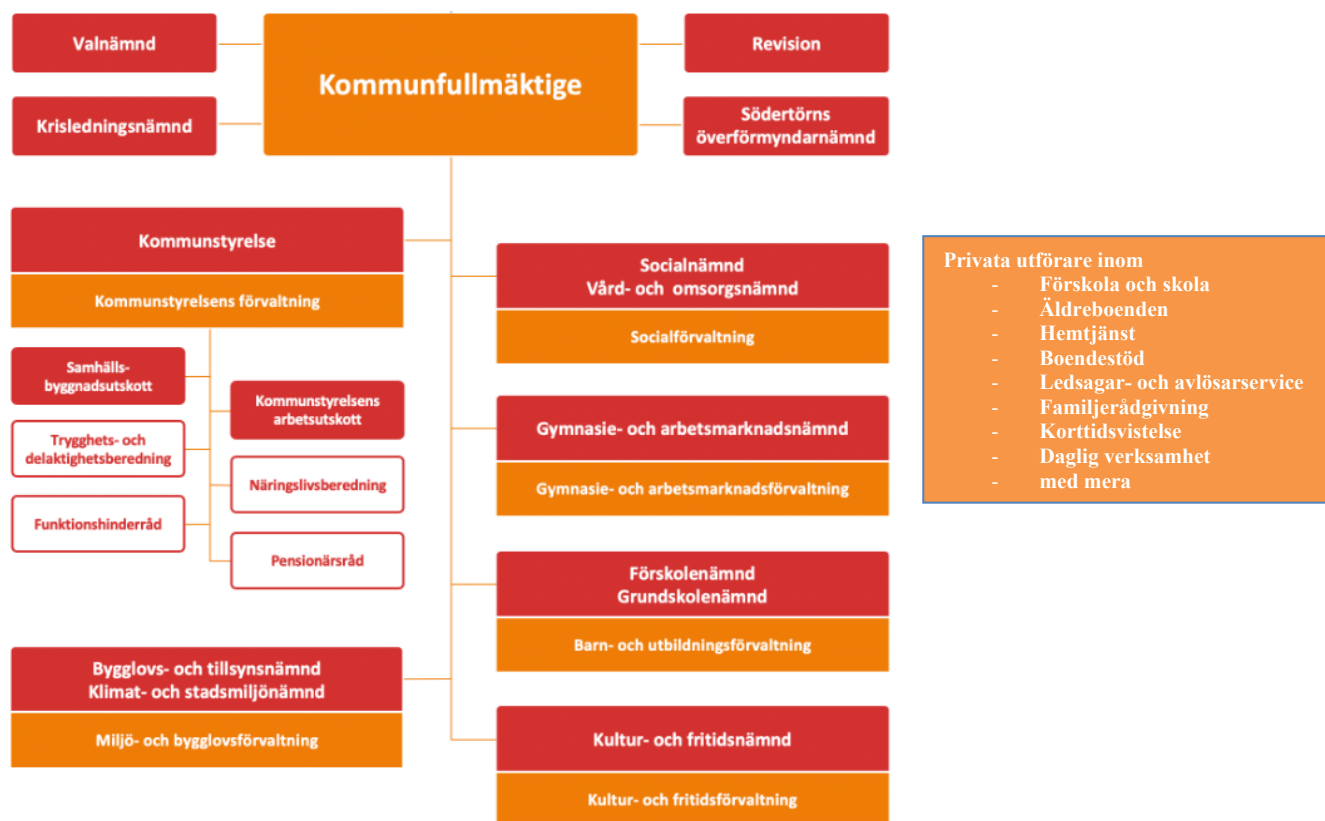 Valnämnd
Kommunfullmäktige
Revision
Krisledningsnämnd
Södertörns
överförmyndarnämnd
Kommunstyrelse
Kommunstyrelsens förvaltning
Samhälls-
byggnadsutskott
Kommunstyrelsens
arbetsutskott
Trygghets- och
delaktighetsberedning
Näringslivsberedning
Funktionshinderråd
Pensionärsråd
Bygglovs- och tillsynsnämnd
Klimat- och stadsmiljönämnd
Miljö- och bygglovsförvaltning
Socialnämnd
Vård- och omsorgsnämnd
Socialförvaltning
Gymnasie- och arbetsmarknadsnämnd
Gymnasie- och arbetsmarknadsförvaltning
Förskolenämnd
Grundskolenämnd
Barn- och utbildningsförvaltning
Kultur- och fritidsnämnd
Kultur- och fritidsförvaltning
Privata utförare inom
- Förskola och skola
- Äldreboenden
- Hemtjänst
- Boendestöd
- Ledsagar- och avlösarservice
- Familjerådgivning
- Korttidsvistelse
- Daglig verksamhet
- med mera